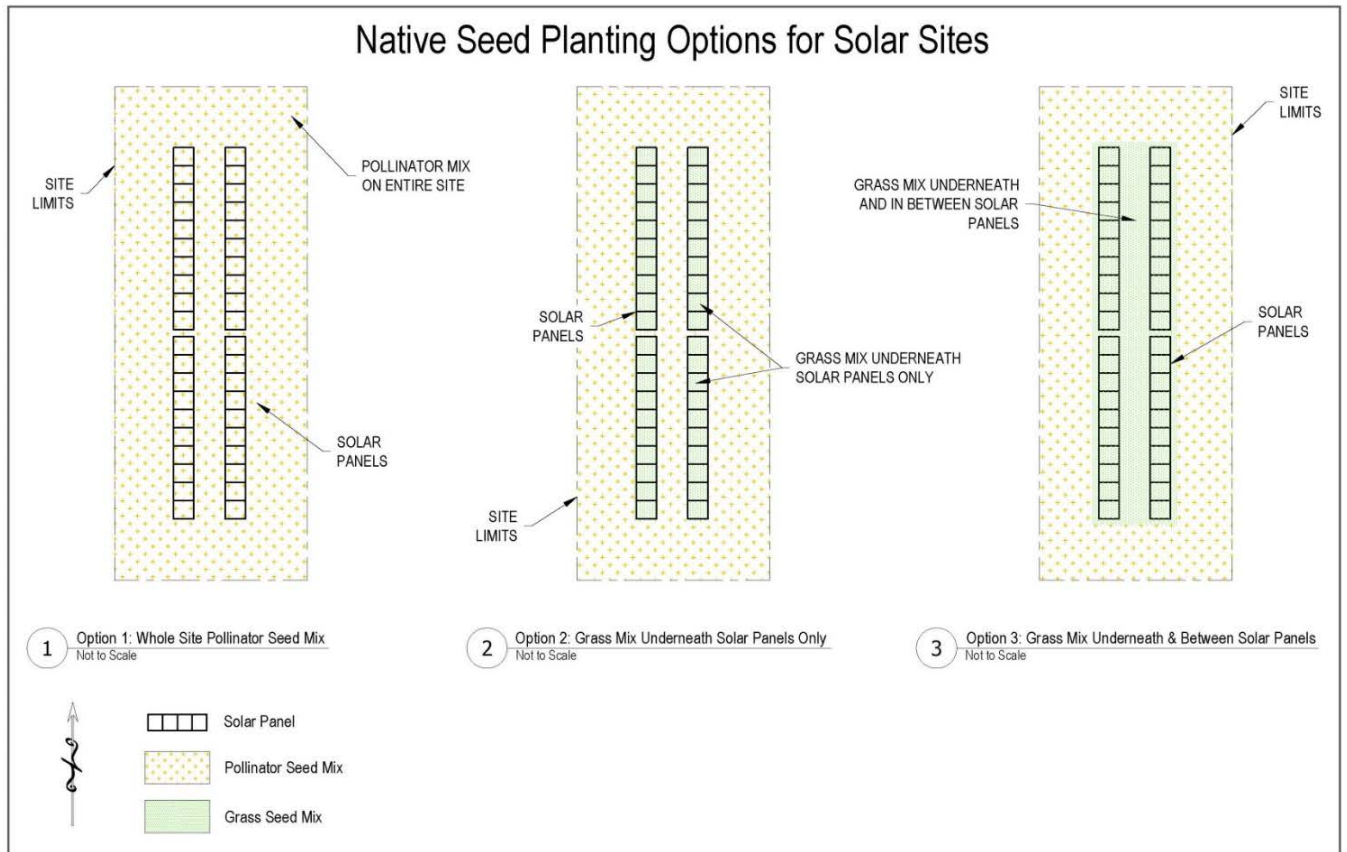 Native Seed Planting Options for Solar Sites
SITE
LIMITS
POLLINATOR MIX
ON ENTIRE SITE
SOLAR
PANELS
1
Option 1: Whole Site Pollinator Seed Mix
Not to Scale
SOLAR
PANELS
GRASS MIX UNDERNEATH
SOLAR PANELS ONLY
SITE
LIMITS
2
Option 2: Grass Mix Underneath Solar Panels Only
Not to Scale
SITE
LIMITS
GRASS MIX UNDERNEATH
AND IN BETWEEN SOLAR
PANELS
SOLAR
PANELS
3
Option 3: Grass Mix Underneath & Between Solar Panels
Not to Scale
Solar Panel
Pollinator Seed Mix
Grass Seed Mix